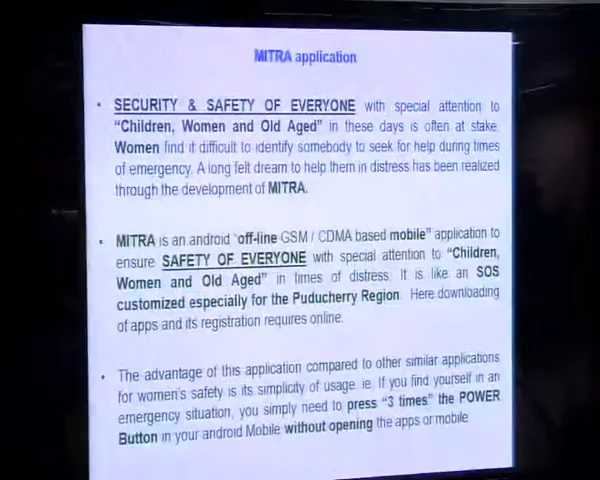 MITRA application
• SECURITY & SAFETY OF EVERYONE with special attention to
"Children, Women and Old Aged" in these days is often at stake.
Women find it difficult to identify somebody to seek for help during times
of emergency. A long felt dream to help them in distress has been realized
through the development of MITRA.
• MITRA is an android "off-line GSM / CDMA based mobile" application to
ensure SAFETY OF EVERYONE with special attention to "Children,
Women and Old Aged" in times of distress. It is like an SOS
customized especially for the Puducherry Region. Here downloading
of apps and its registration requires online.
• The advantage of this application compared to other similar applications
for women's safety is its simplicity of usage. ie. If you find yourself in an
emergency situation, you simply need to press "3 times" the POWER
Button in your android Mobile without opening the apps or mobile.